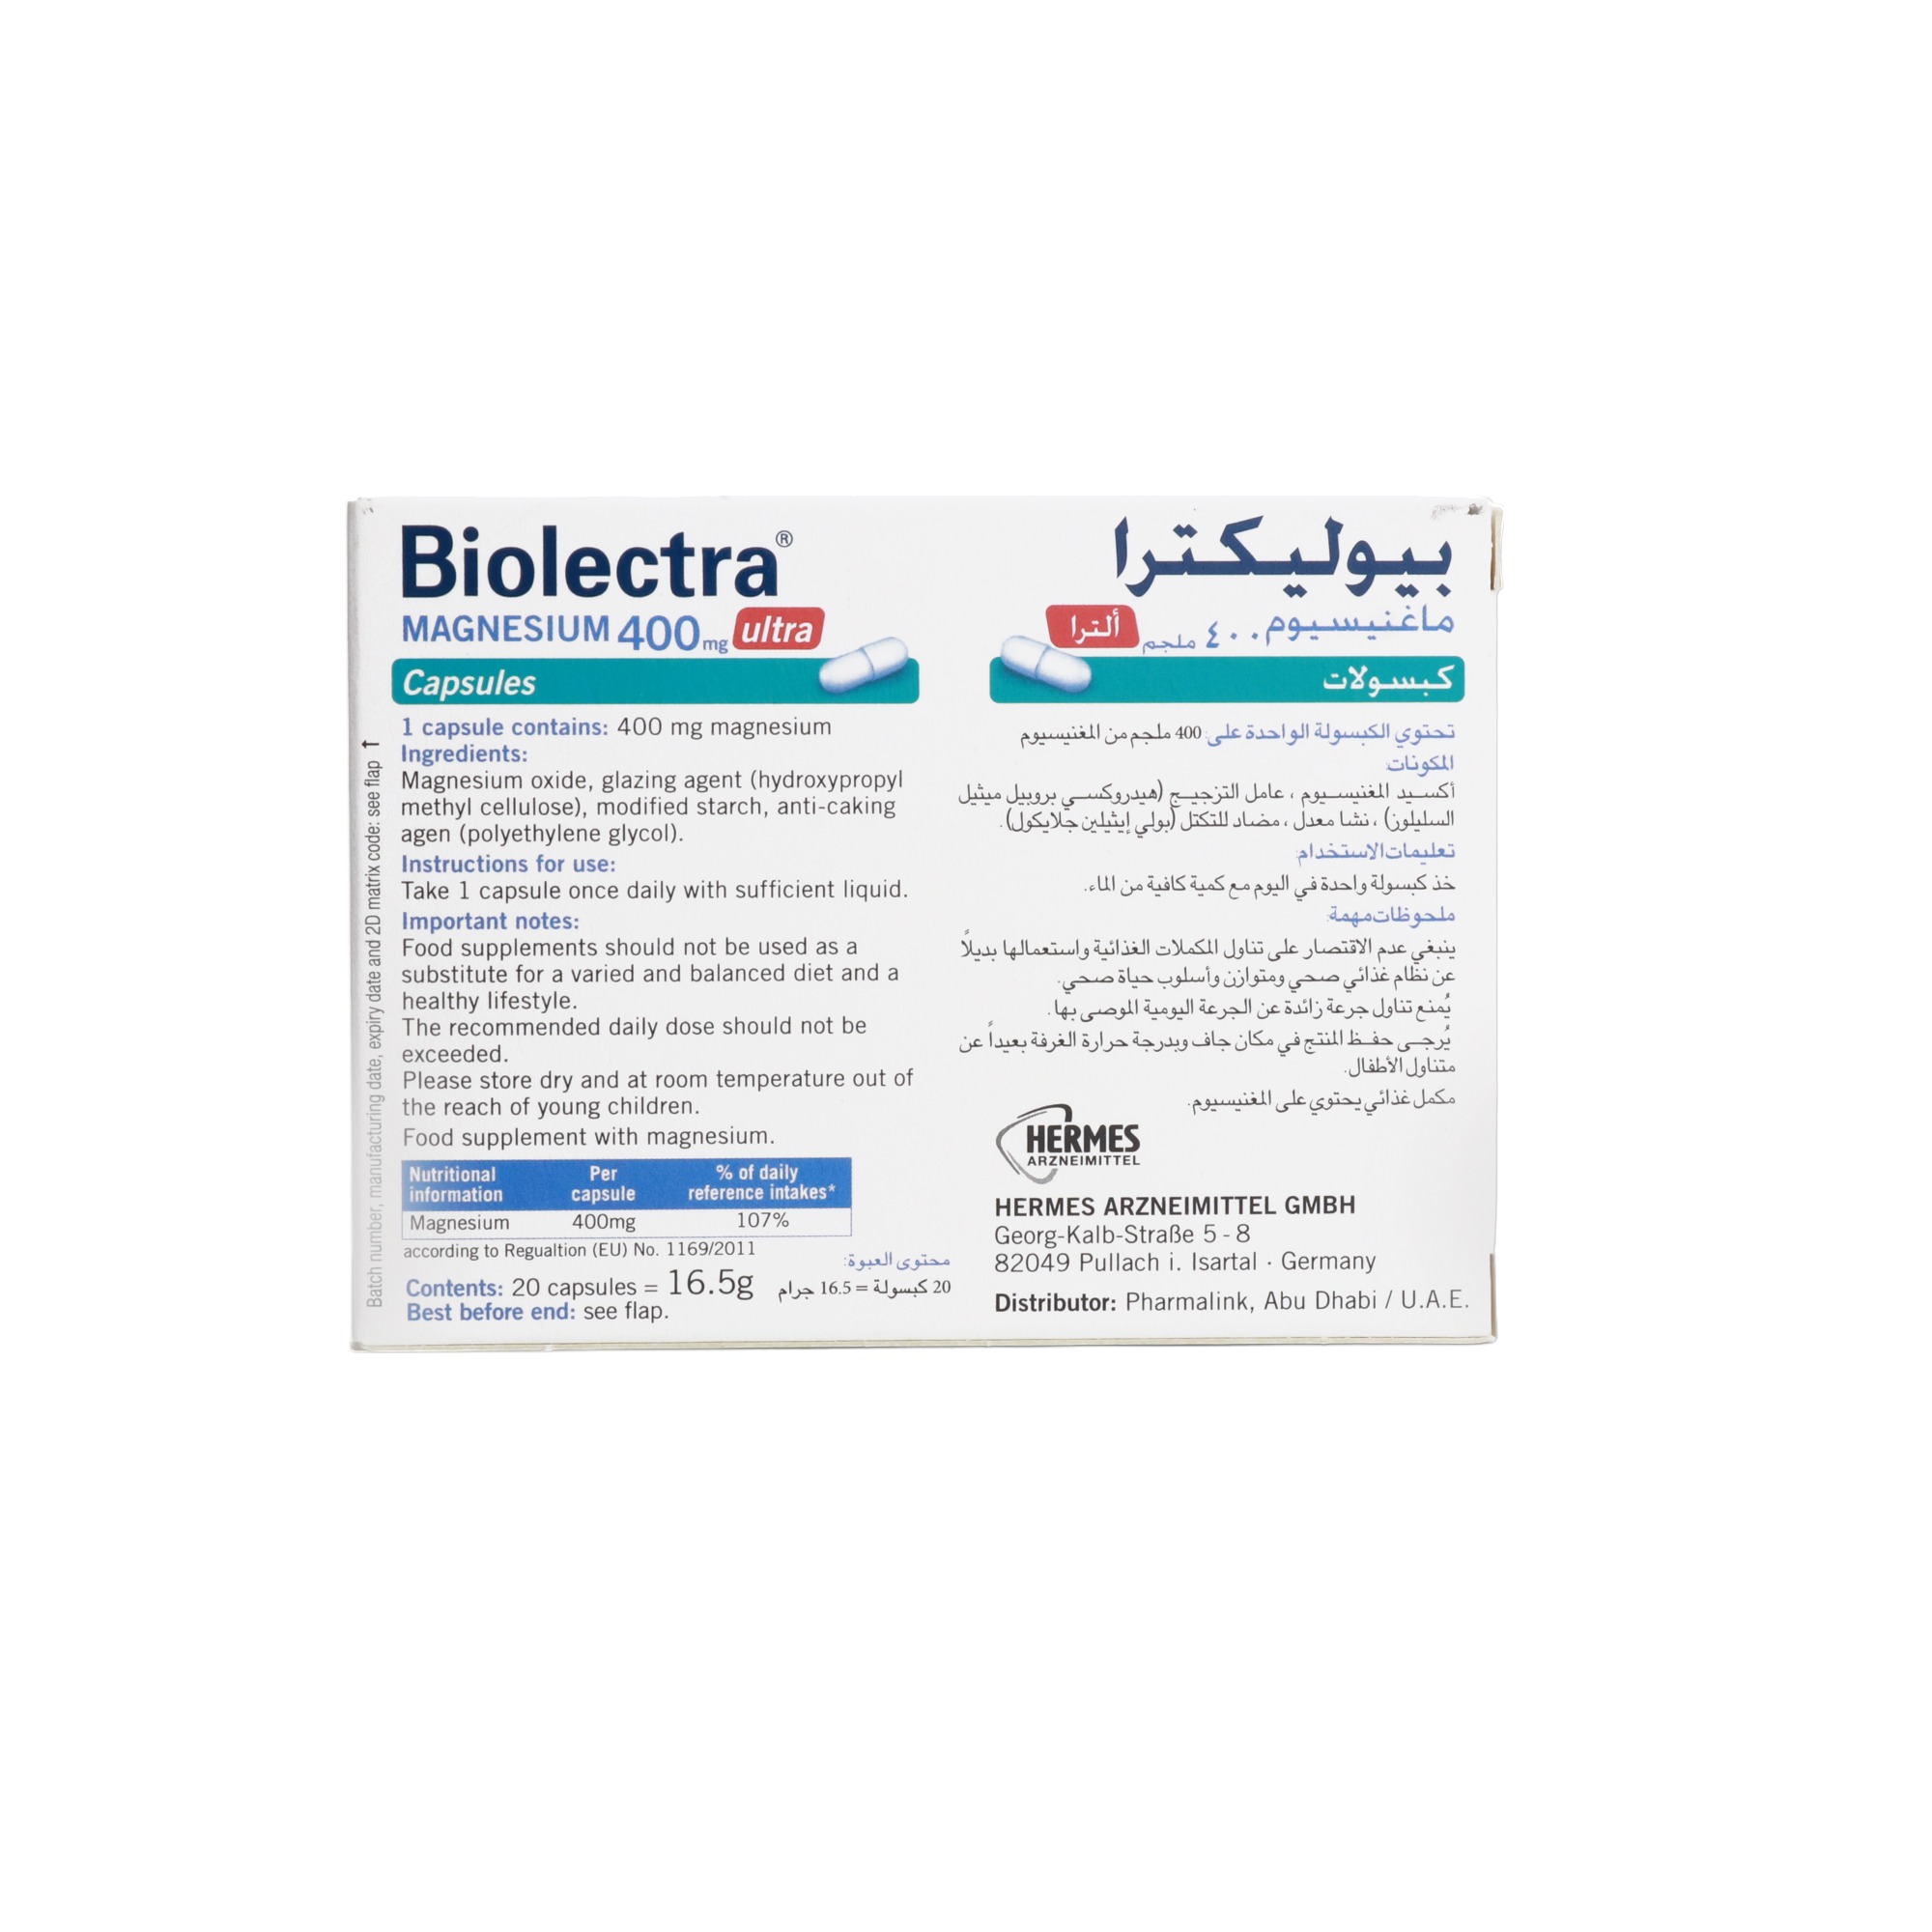 Biolectra®
MAGNESIUM 400 mg ultra
Capsules
1 capsule contains: 400 mg magnesium
Ingredients:
Magnesium oxide, glazing agent (hydroxypropyl
methyl cellulose), modified starch, anti-caking
agen (polyethylene glycol).
Instructions for use:
Take 1 capsule once daily with sufficient liquid.
Important notes:
Food supplements should not be used as a
substitute for a varied and balanced diet and a
healthy lifestyle.
The recommended daily dose should not be
exceeded.
Please store dry and at room temperature out of
the reach of young children.
Food supplement with magnesium.
Nutritional information Per capsule % of daily reference intakes*
Magnesium 400mg 107%
according to Regualtion (EU) No. 1169/2011
Contents: 20 capsules = 16.5g
Best before end: see flap.
محتوى العبوة:
20 كبسولة = 16.5 جرام
بيوليكترا
ماغنيسيوم ٤٠٠ ملجم ألترا
كبسولات
تحتوي الكبسولة الواحدة على: 400 ملجم من المغنيسيوم
المكونات:
أكسيد المغنيسيوم ، عامل التزجيج (هيدروكسي بروبيل ميثيل
السليلوز) ، نشا معدل ، مضاد للتكتل (بولي إيثيلين جلايكول).
تعليمات الاستخدام:
خذ كبسولة واحدة في اليوم مع كمية كافية من الماء.
ملحوظات مهمة:
ينبغي عدم الاقتصار على تناول المكملات الغذائية واستعمالها بديلاً
عن نظام غذائي صحي ومتوازن وأسلوب حياة صحي.
يُمنع تناول جرعة زائدة عن الجرعة اليومية الموصى بها.
يُرجى حفظ المنتج في مكان جاف وبدرجة حرارة الغرفة بعيداً عن
متناول الأطفال.
مكمل غذائي يحتوي على المغنيسيوم.
HERMES
ARZNEIMITTEL
HERMES ARZNEIMITTEL GMBH
Georg-Kalb-Straße 5 - 8
82049 Pullach i. Isartal · Germany
Distributor: Pharmalink, Abu Dhabi / U.A.E.
Batch number, manufacturing date, expiry date and 2D matrix code: see flap ↑